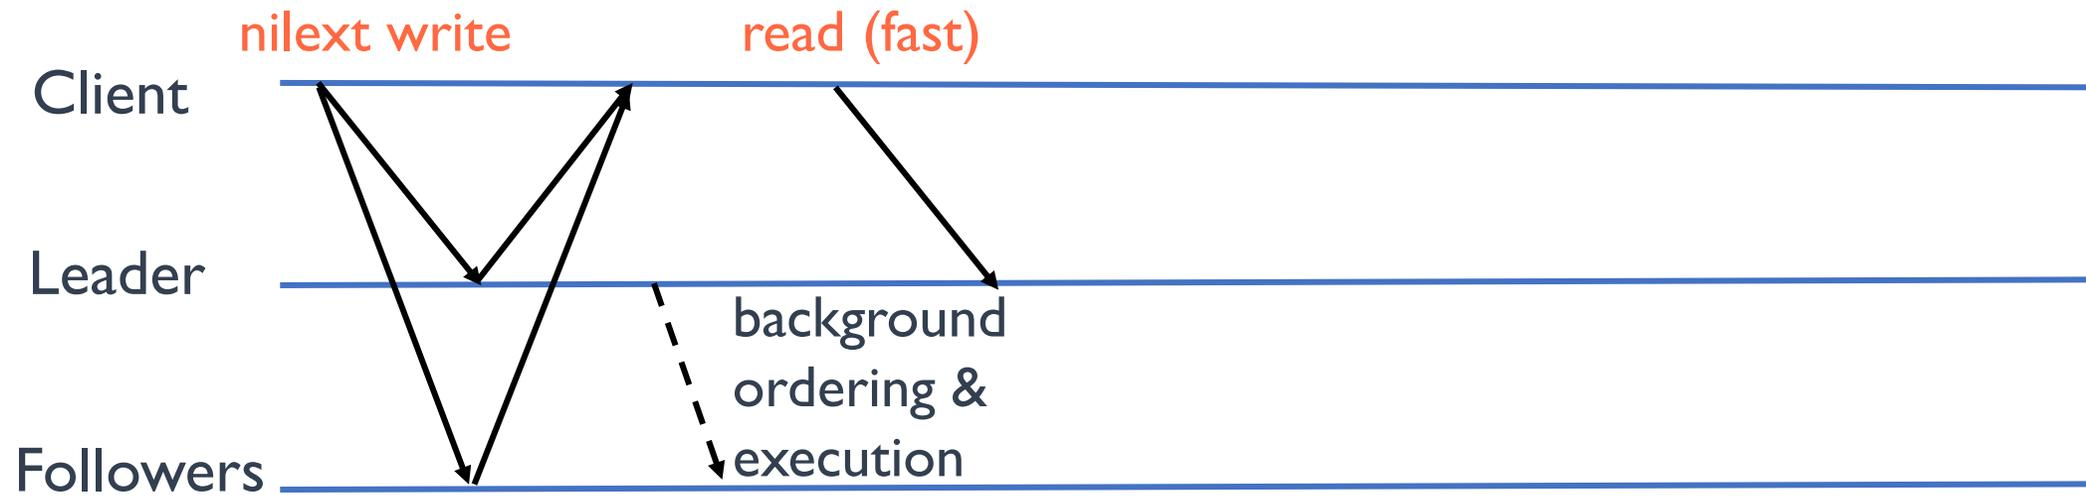 nilext write
read (fast)
Client
Leader
background
ordering &
execution
Followers